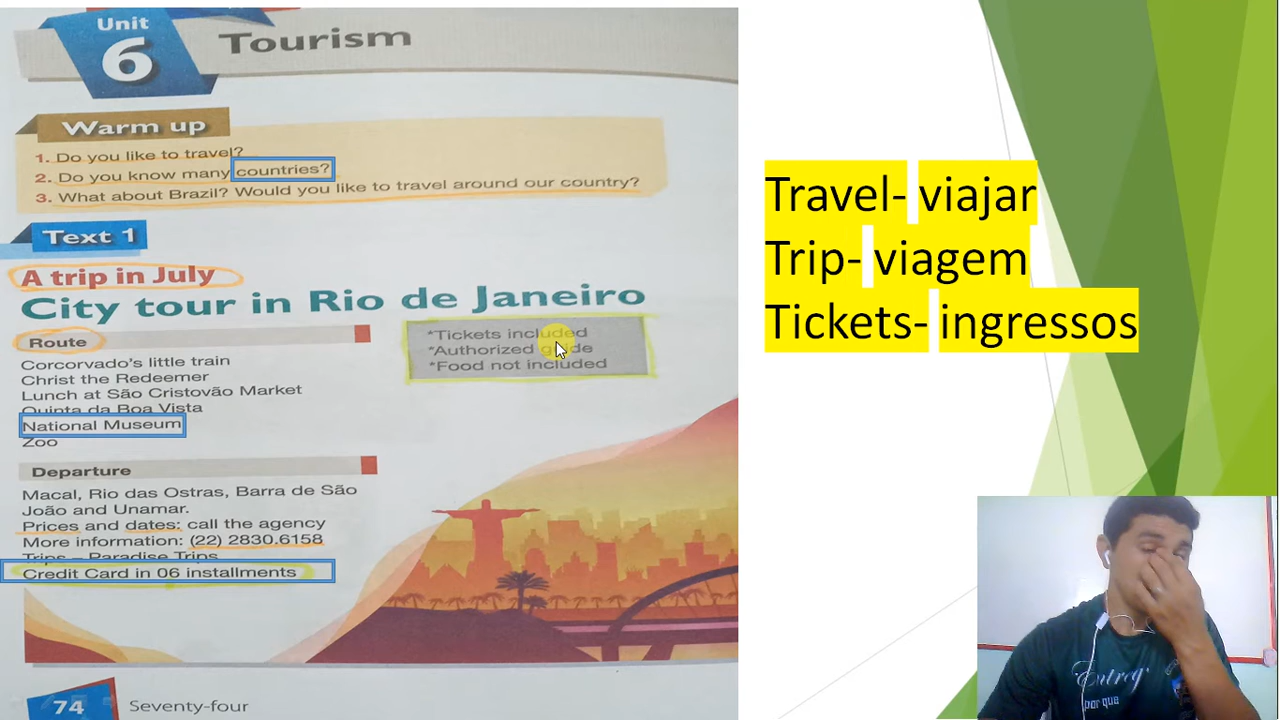 Unit
6
Tourism
Warm up
1. Do you like to travel?
2. Do you know many countries?
3. What about Brazil? Would you like to travel around our country?
Text 1
A trip in July
City tour in Rio de Janeiro
Route
Corcorvado's little train
Christ the Redeemer
Lunch at São Cristovão Market
Quinta da Boa Vista
National Museum
Zoo
*Tickets included
*Authorized guide
*Food not included
Departure
Macaé, Rio das Ostras, Barra de São
João and Unamar.
Prices and dates: call the agency
More information: (22) 2830.6158
Trips – Paradise Trips
Credit Card in 06 installments
74 Seventy-four
Travel- viajar
Trip- viagem
Tickets- ingressos
por que